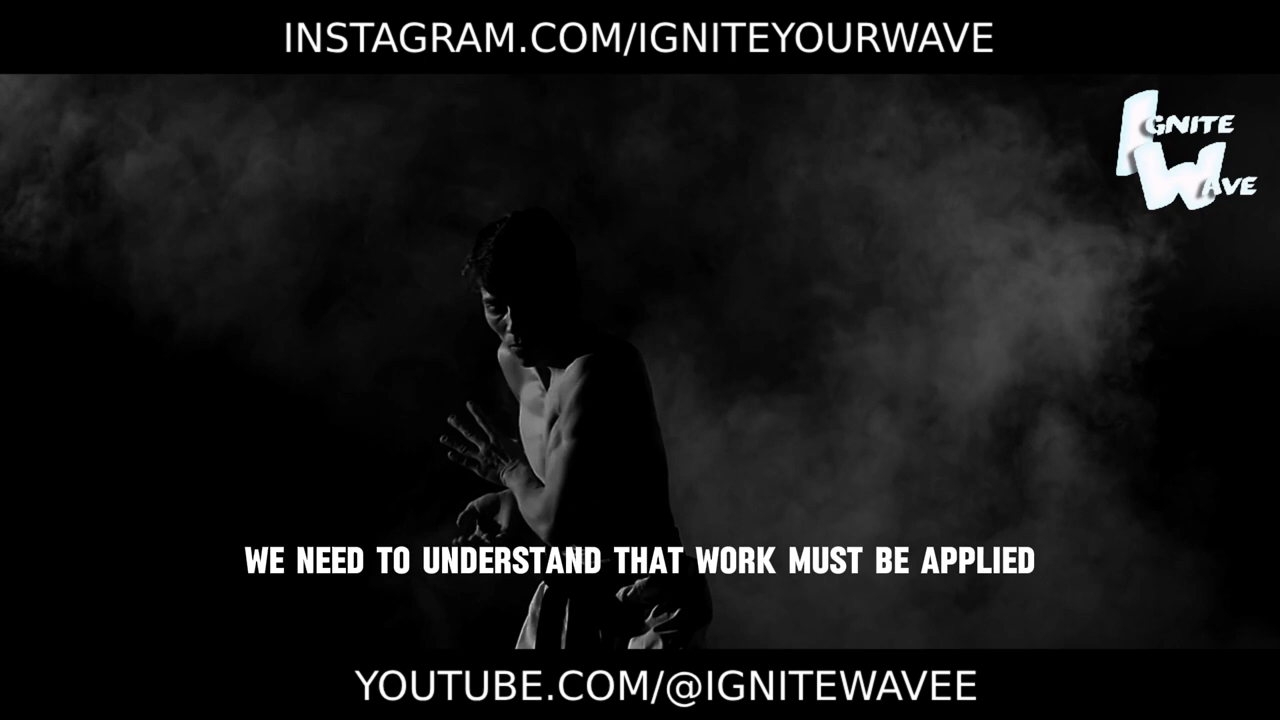 INSTAGRAM.COM/IGNITEYOURWAVE
IGNITE
WAVE
WE NEED TO UNDERSTAND THAT WORK MUST BE APPLIED
YOUTUBE.COM/@IGNITEWAVEE